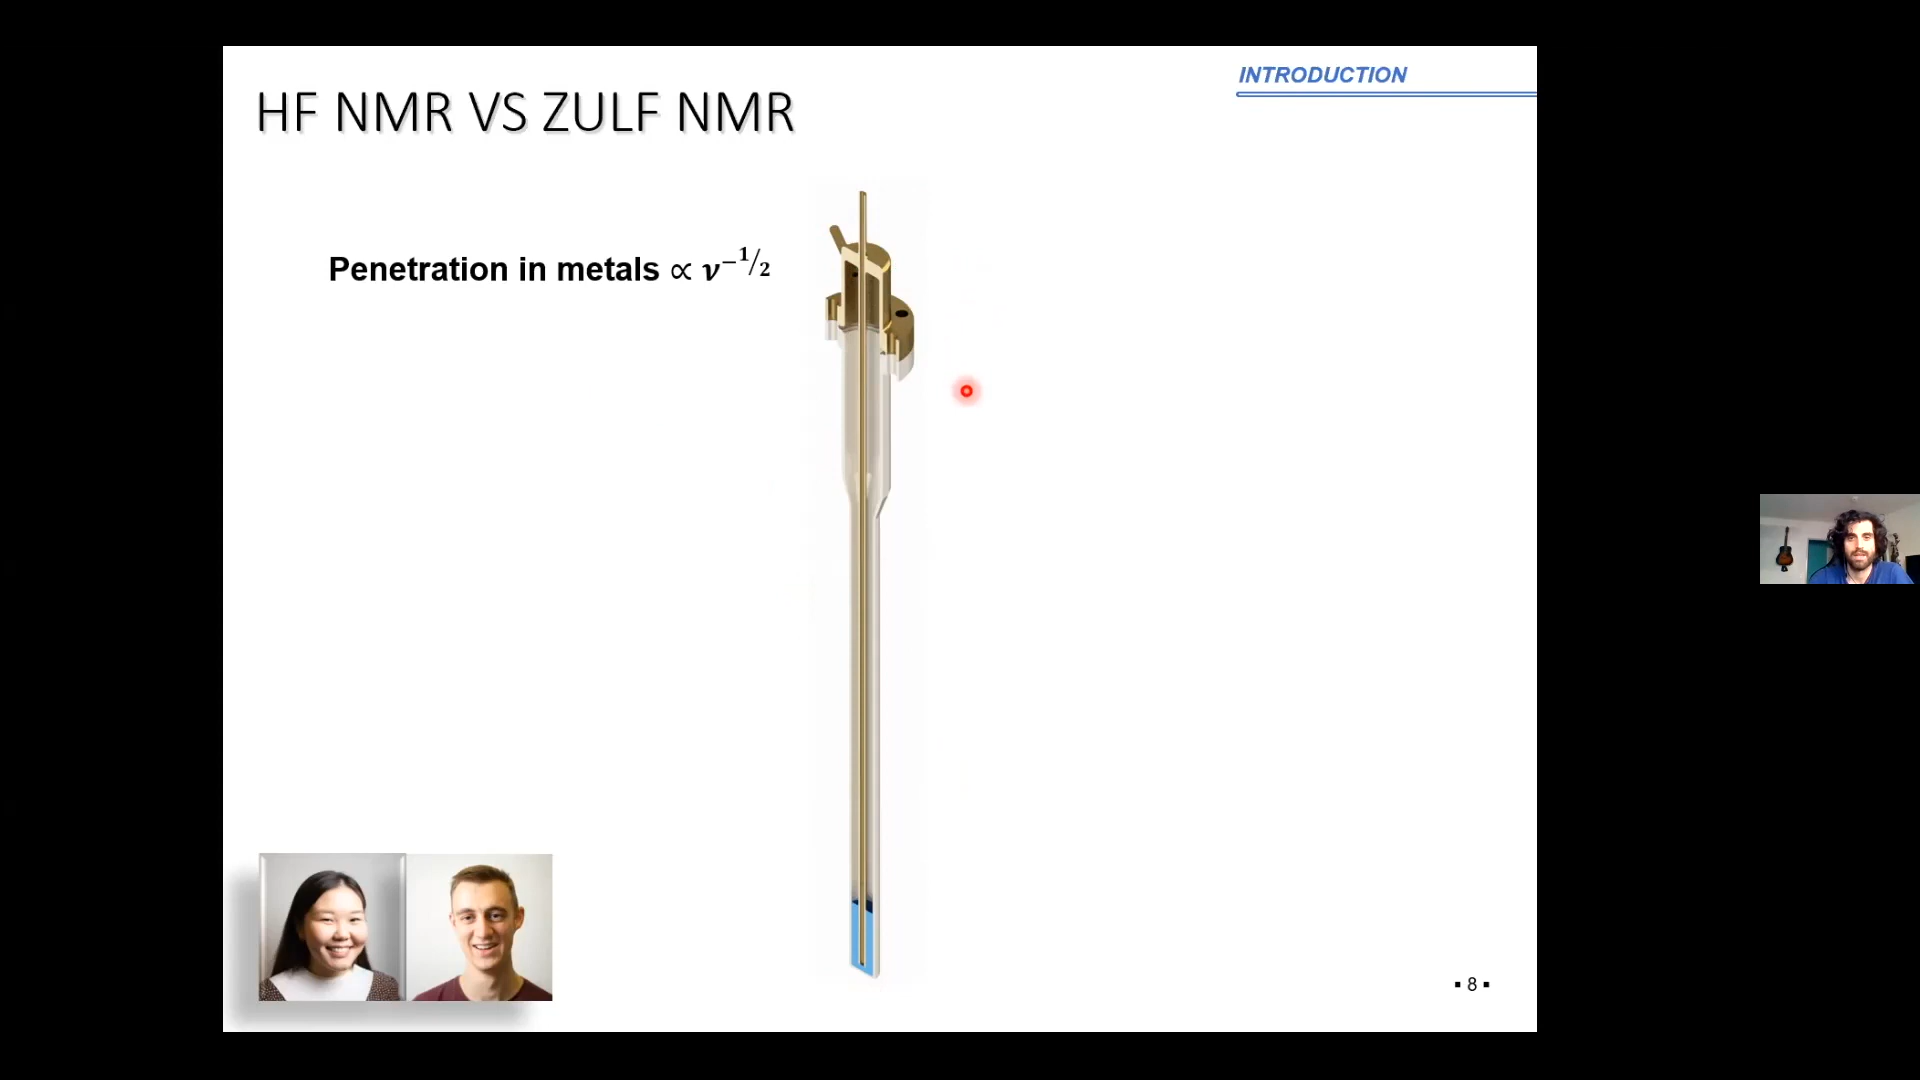 INTRODUCTION
HF NMR VS ZULF NMR
Penetration in metals ∝ ν^−1/2
▪ 8 ▪